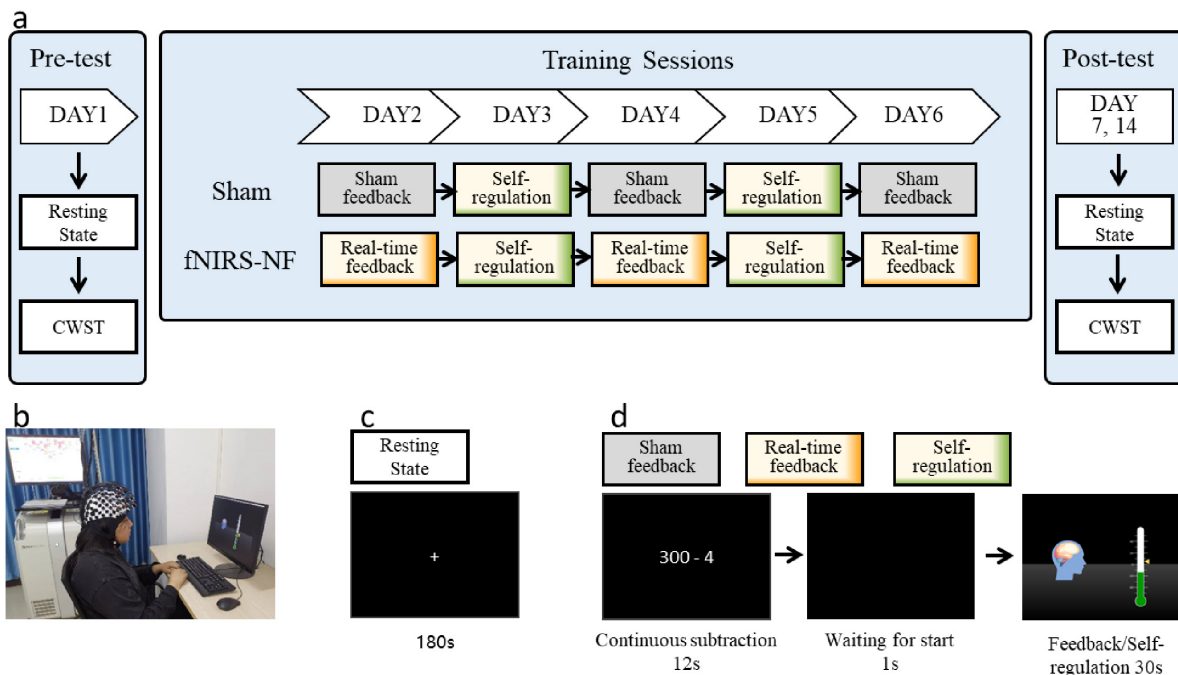 a
Pre-test
DAY1
Resting
State
CWST
Training Sessions
DAY2
DAY3
DAY4
DAY5
DAY6
Sham
Sham
feedback
Self-
regulation
Sham
feedback
Self-
regulation
Sham
feedback
fNIRS-NF
Real-time
feedback
Self-
regulation
Real-time
feedback
Self-
regulation
Real-time
feedback
Post-test
DAY
7, 14
Resting
State
CWST
b
c
Resting
State
+
180s
d
Sham
feedback
Real-time
feedback
Self-
regulation
300 - 4
Continuous subtraction
12s
Waiting for start
1s
Feedback/Self-
regulation 30s